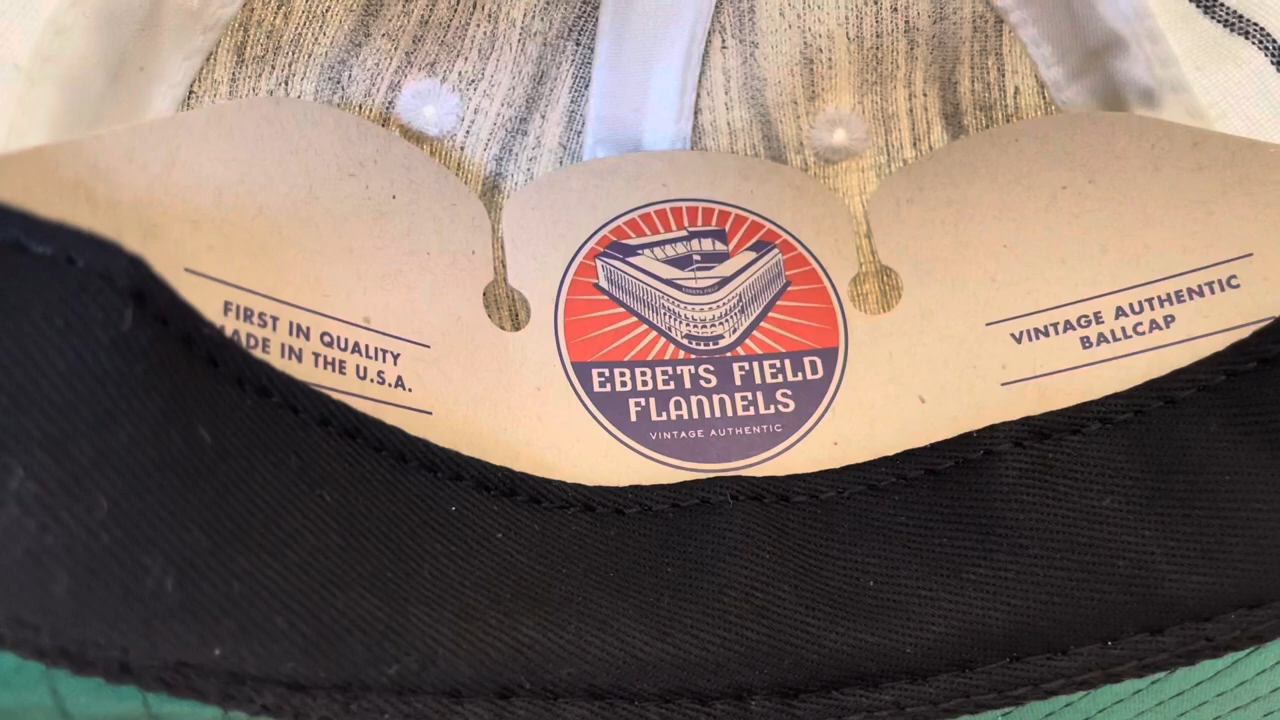 FIRST IN QUALITY
MADE IN THE U.S.A.
EBBETS FIELD
EBBETS FIELD
FLANNELS
VINTAGE AUTHENTIC
VINTAGE AUTHENTIC
BALLCAP